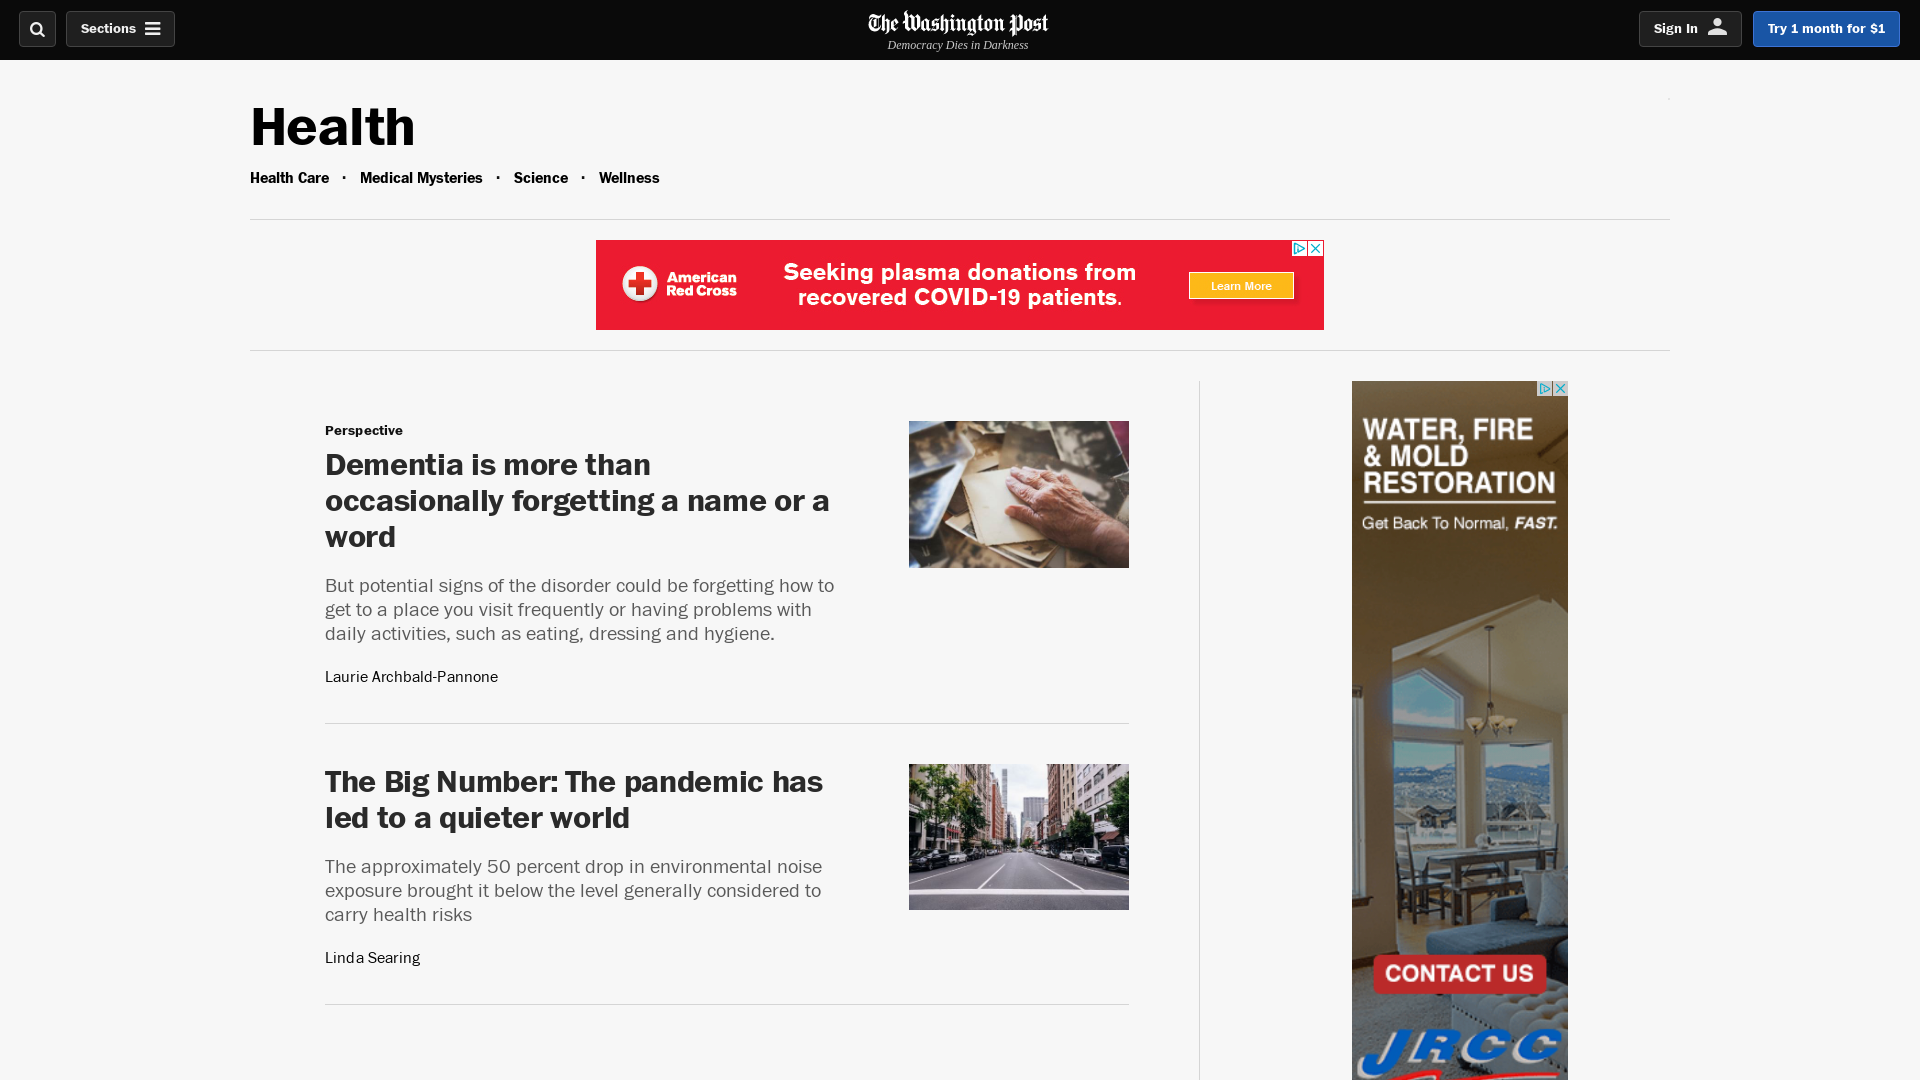 Sections
The Washington Post
Democracy Dies in Darkness
Sign In
Try 1 month for $1
Health
Health Care · Medical Mysteries · Science · Wellness
American
Red Cross
Seeking plasma donations from
recovered COVID-19 patients.
Learn More
Perspective
Dementia is more than
occasionally forgetting a name or a
word
But potential signs of the disorder could be forgetting how to
get to a place you visit frequently or having problems with
daily activities, such as eating, dressing and hygiene.
Laurie Archbald-Pannone
The Big Number: The pandemic has
led to a quieter world
The approximately 50 percent drop in environmental noise
exposure brought it below the level generally considered to
carry health risks
Linda Searing
WATER, FIRE
& MOLD
RESTORATION
Get Back To Normal, FAST.
CONTACT US
JRCC